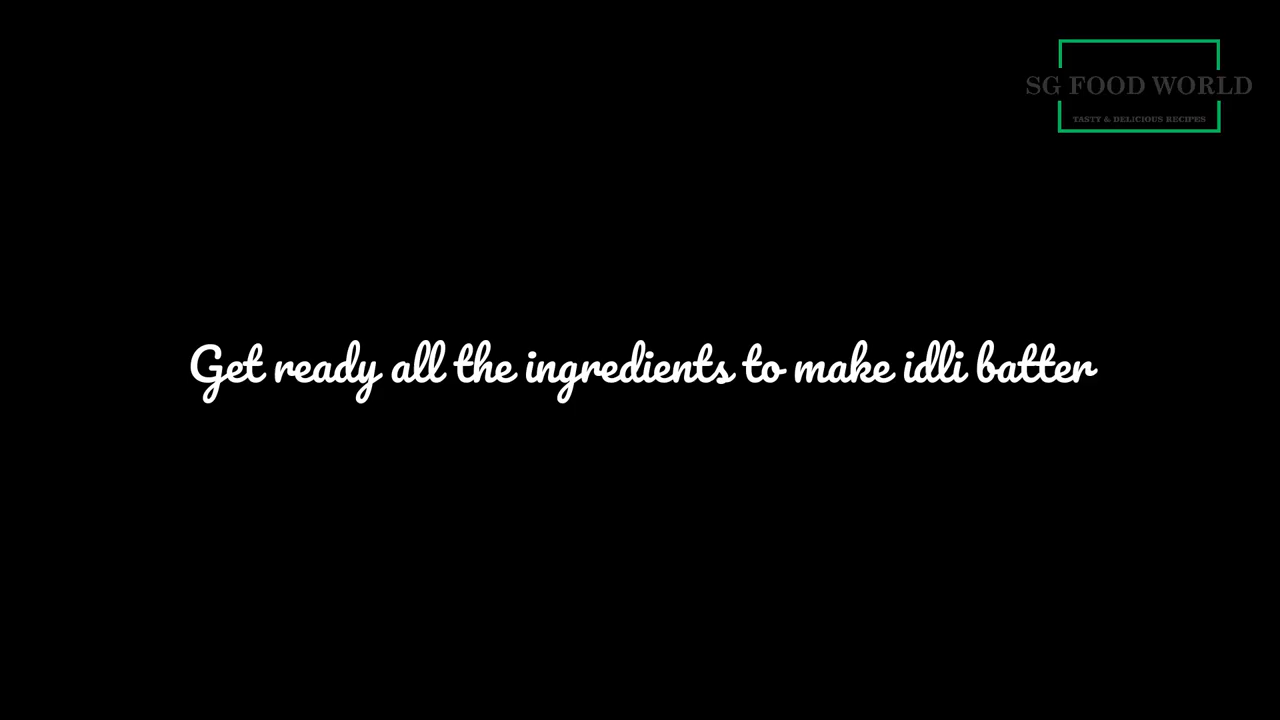 SG FOOD WORLD
TASTY & DELICIOUS RECIPES
Get ready all the ingredients to make idli batter